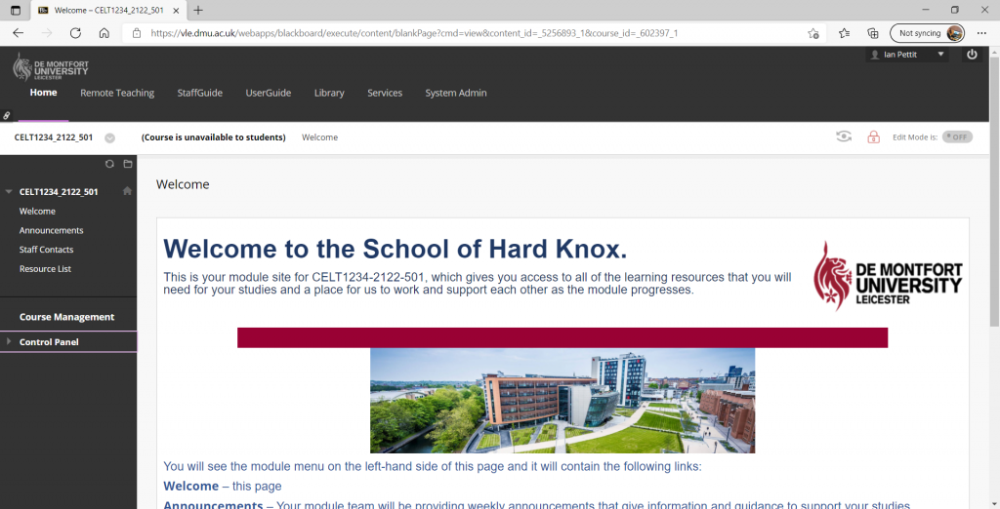 Welcome – CELT1234_2122_501
https://vle.dmu.ac.uk/webapps/blackboard/execute/content/blankPage?cmd=view&content_id=_5256893_1&course_id=_602397_1
Not syncing
DE MONTFORT
UNIVERSITY
LEICESTER
Ian Pettit
Home
Remote Teaching
StaffGuide
UserGuide
Library
Services
System Admin
CELT1234_2122_501
(Course is unavailable to students)
Welcome
Edit Mode is:
OFF
CELT1234_2122_501
Welcome
Announcements
Staff Contacts
Resource List
Course Management
Control Panel
Welcome
Welcome to the School of Hard Knox.
This is your module site for CELT1234-2122-501, which gives you access to all of the learning resources that you will
need for your studies and a place for us to work and support each other as the module progresses.
DE MONTFORT
UNIVERSITY
LEICESTER
You will see the module menu on the left-hand side of this page and it will contain the following links:
Welcome – this page
Announcements – Your module team will be providing weekly announcements that give information and guidance to support your studies